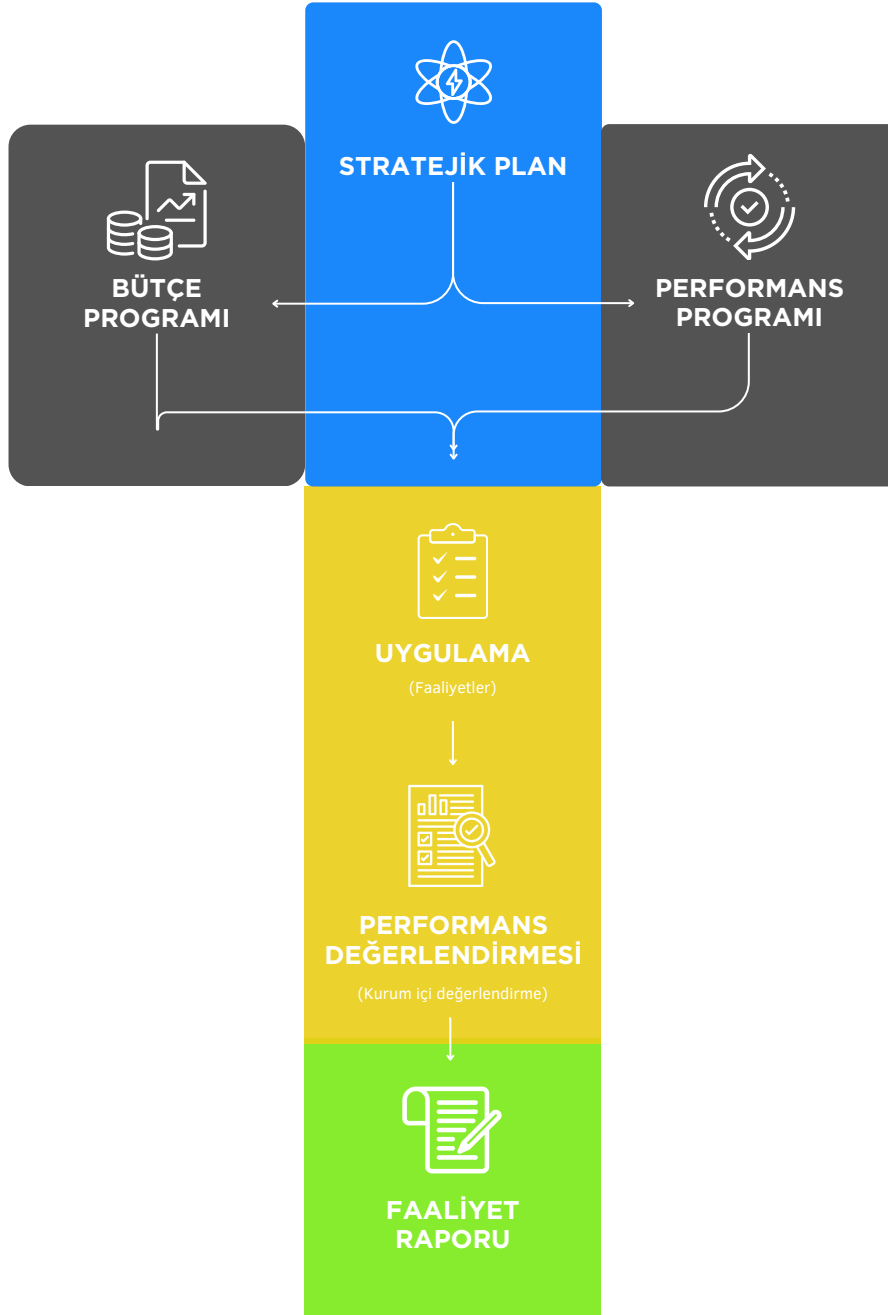 STRATEJİK PLAN
BÜTÇE
PROGRAMI
PERFORMANS
PROGRAMI
UYGULAMA
(Faaliyetler)
PERFORMANS
DEĞERLENDİRMESİ
(Kurum içi değerlendirme)
FAALİYET
RAPORU